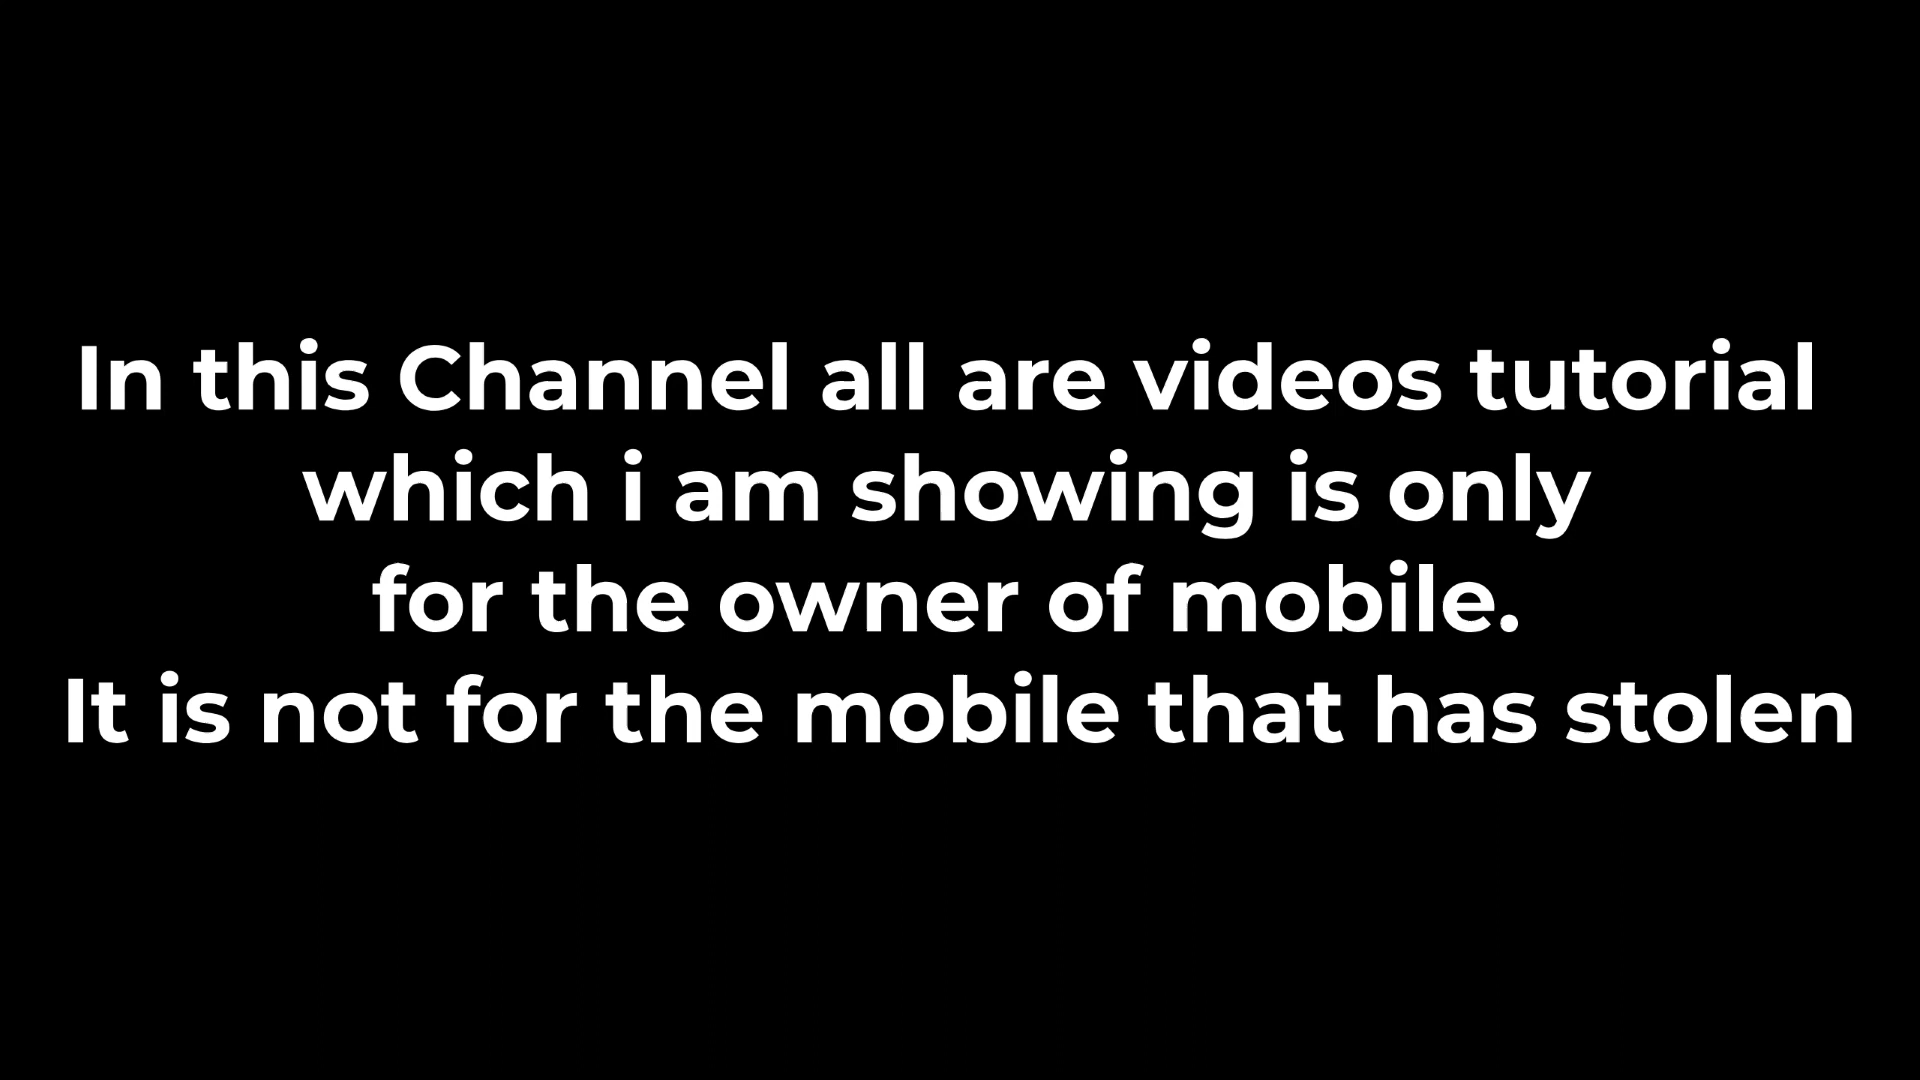 In this Channel all are videos tutorial
which i am showing is only
for the owner of mobile.
It is not for the mobile that has stolen